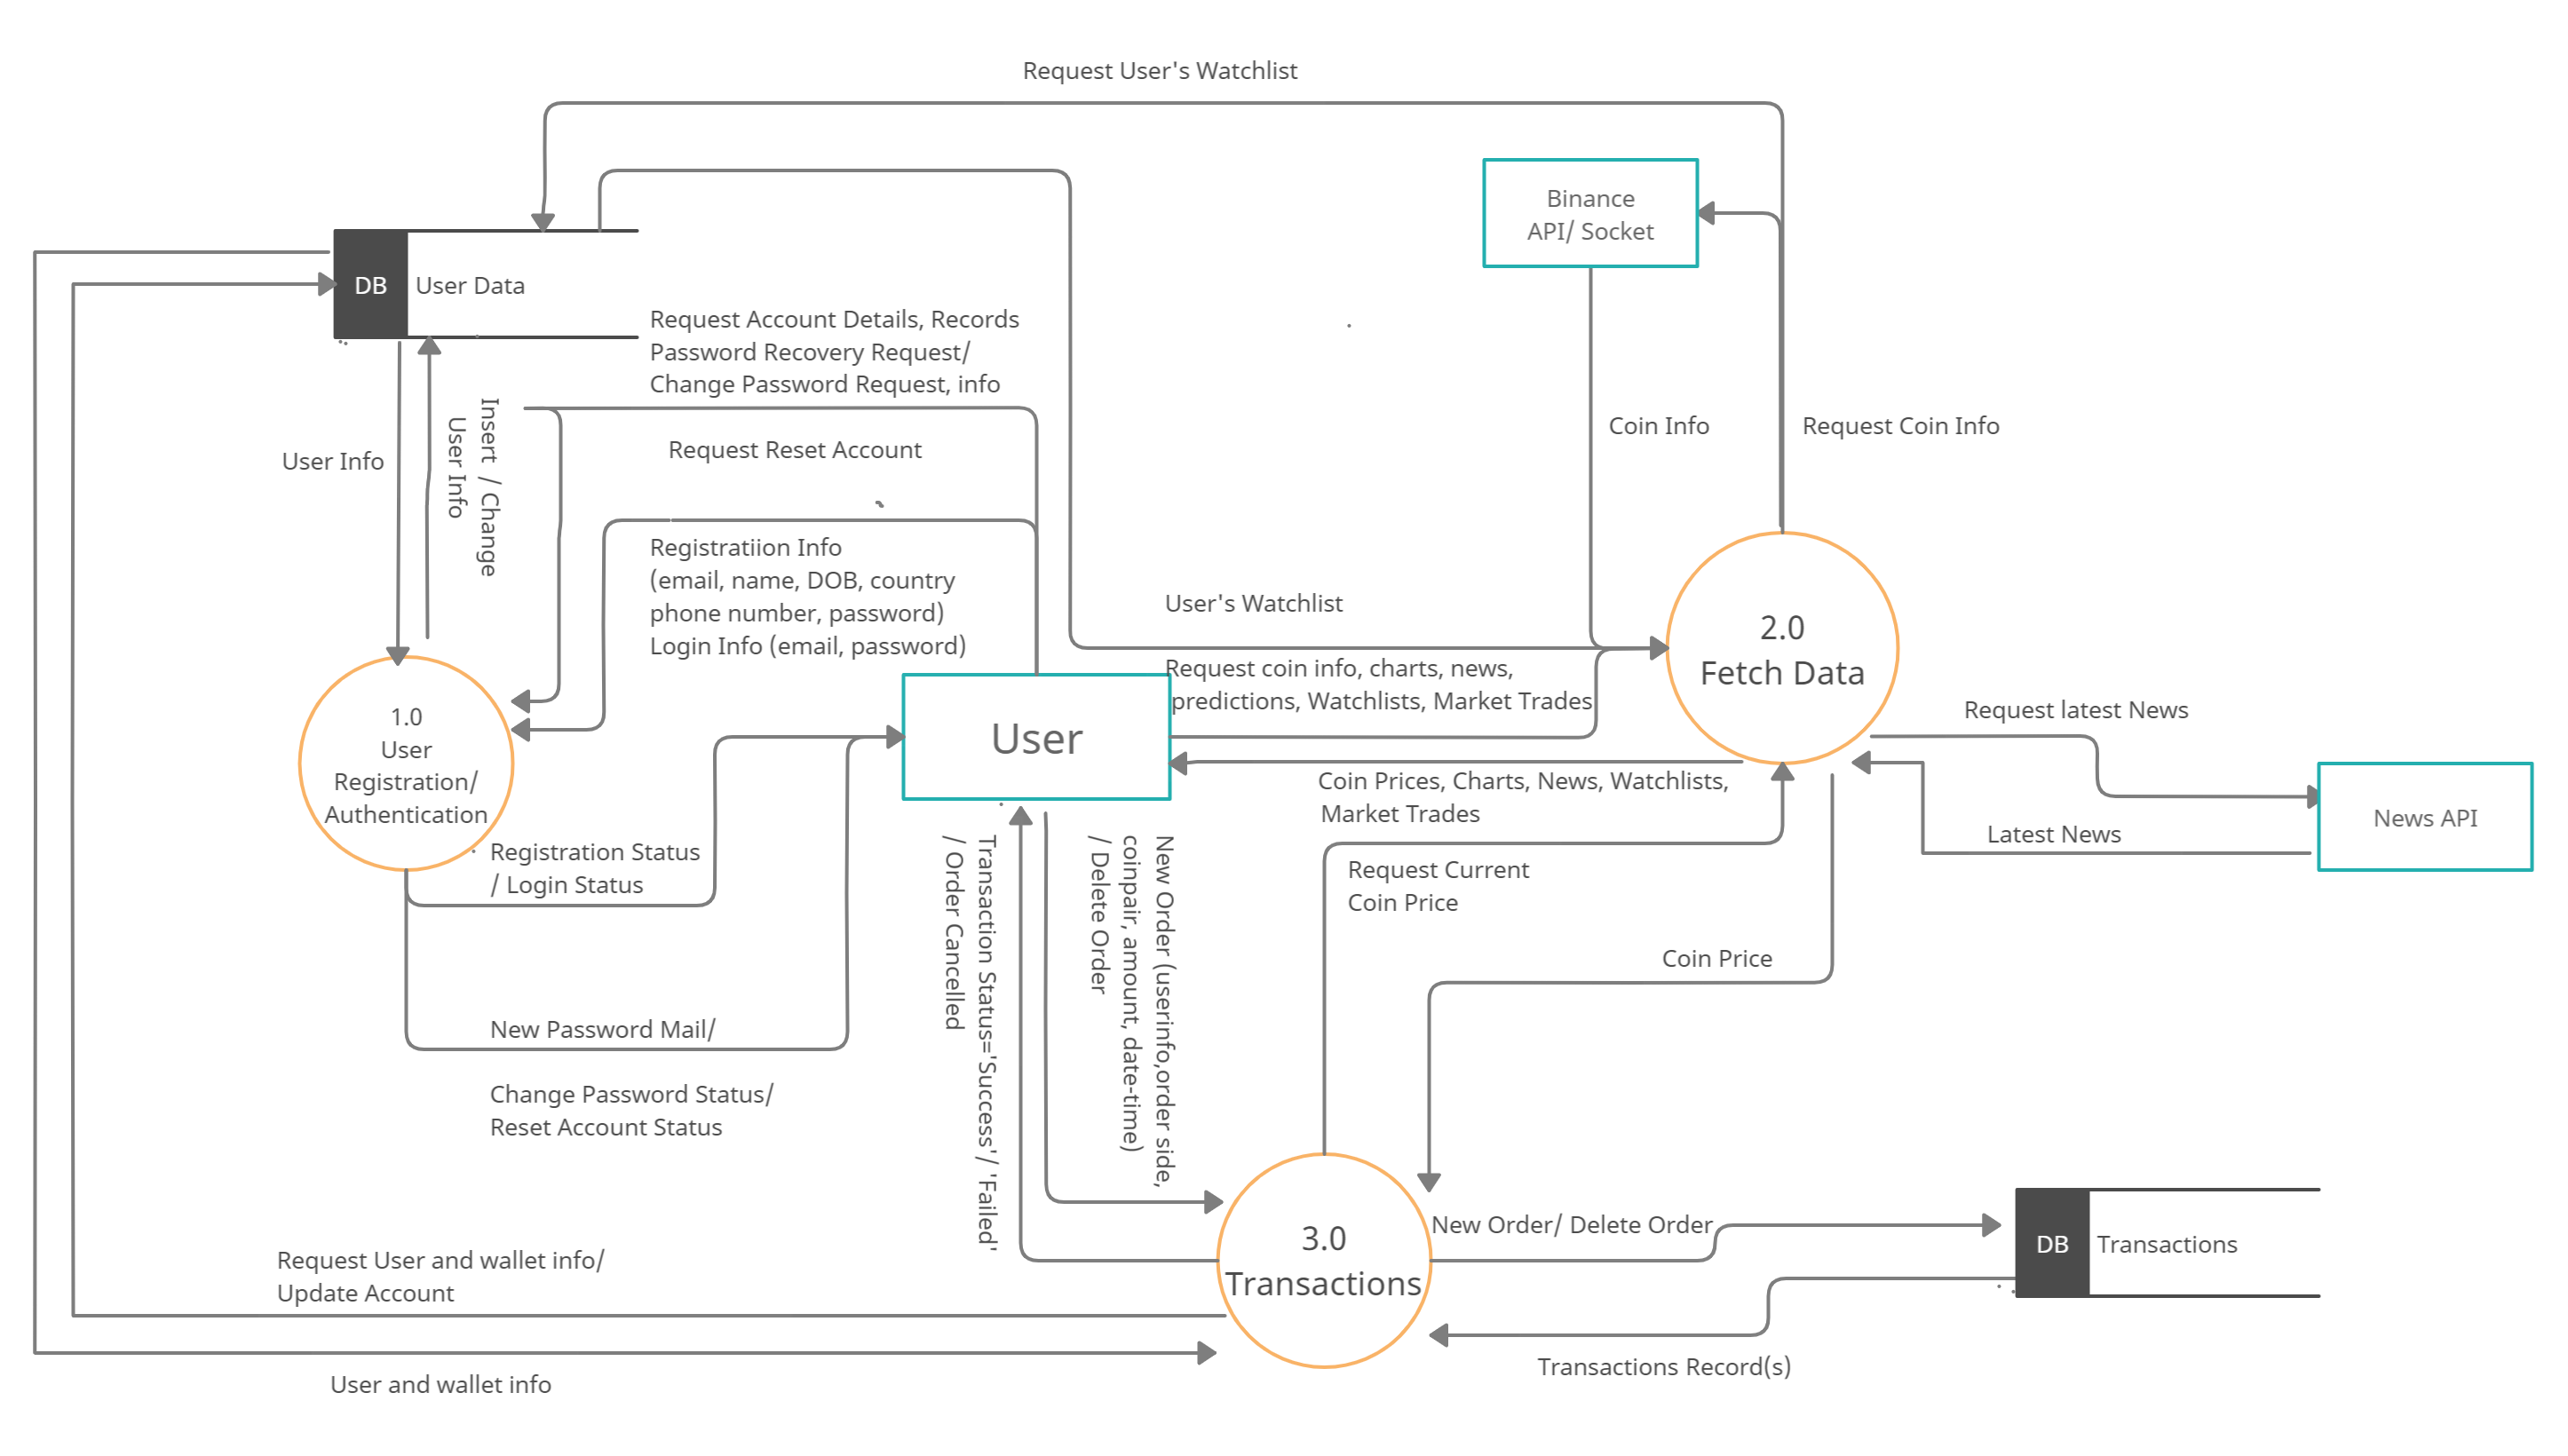 Request User's Watchlist
Binance
API/ Socket
DB
User Data
Request Account Details, Records
Password Recovery Request/
Change Password Request, info
Insert / Change
User Info
User Info
Request Reset Account
Coin Info
Request Coin Info
Registratiion Info
(email, name, DOB, country
phone number, password)
Login Info (email, password)
User's Watchlist
2.0
Fetch Data
Request coin info, charts, news,
predictions, Watchlists, Market Trades
1.0
User
Registration/
Authentication
User
Request latest News
Coin Prices, Charts, News, Watchlists,
Market Trades
News API
Latest News
Registration Status
/ Login Status
Request Current
Coin Price
Transaction Status='Success'/ 'Failed'
/ Order Cancelled
New Order (userinfo,order side,
coinpair, amount, date-time)
/ Delete Order
Coin Price
New Password Mail/
Change Password Status/
Reset Account Status
New Order/ Delete Order
3.0
Transactions
DB
Transactions
Request User and wallet info/
Update Account
Transactions Record(s)
User and wallet info